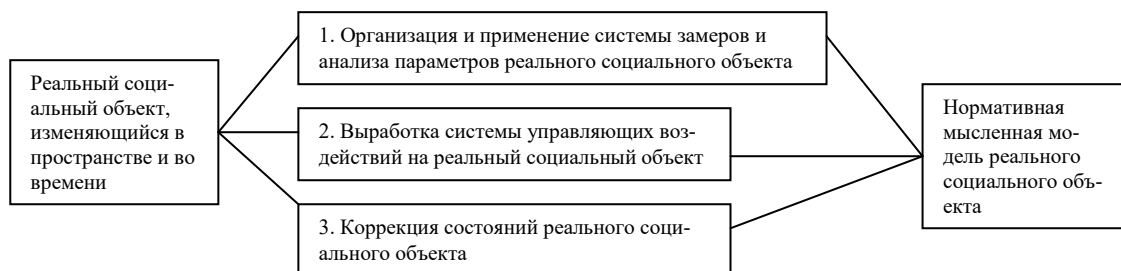 Реальный соци-
альный объект,
изменяющийся в
пространстве и во
времени
1. Организация и применение системы замеров и
анализа параметров реального социального объекта
2. Выработка системы управляющих воз-
действий на реальный социальный объект
3. Коррекция состояний реального соци-
ального объекта
Нормативная
мысленная мо-
дель реального
социального объ-
екта